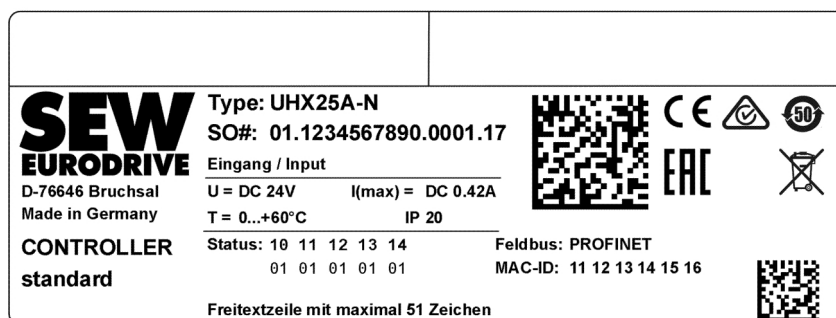 SEW
EURODRIVE
D-76646 Bruchsal
Made in Germany
CONTROLLER
standard
Type: UHX25A-N
SO#: 01.1234567890.0001.17
Eingang / Input
U = DC 24V I(max) = DC 0.42A
T = 0...+60°C IP 20
Status: 10 11 12 13 14
01 01 01 01 01
Feldbus: PROFINET
MAC-ID: 11 12 13 14 15 16
Freitextzeile mit maximal 51 Zeichen
CE
50
EAC